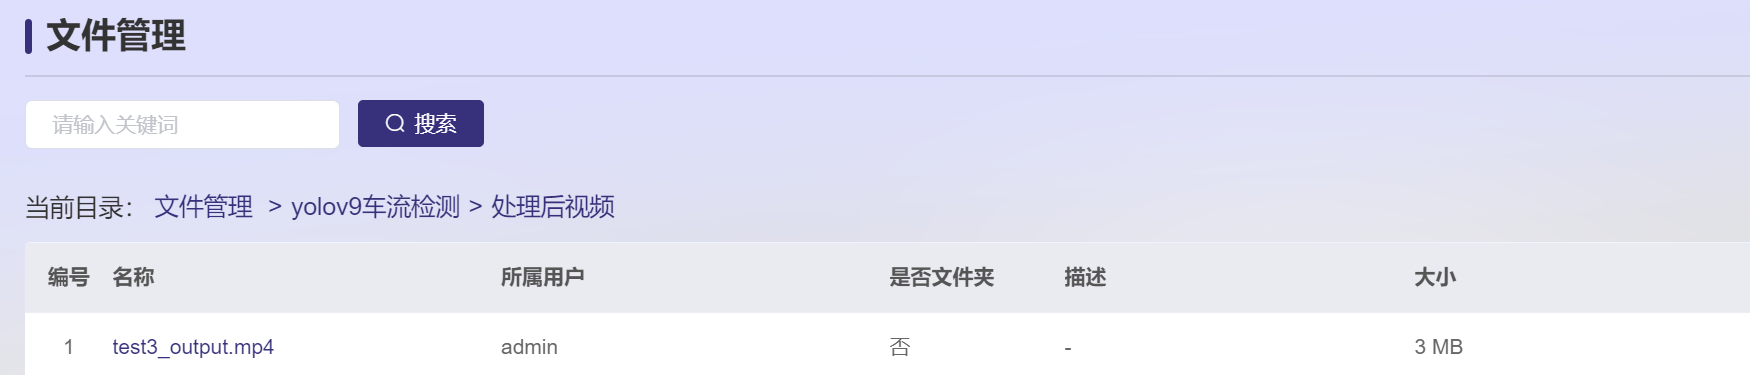 文件管理
请输入关键词 搜索
当前目录： 文件管理 > yolov9车流检测 > 处理后视频
编号 名称 所属用户 是否文件夹 描述 大小
1 test3_output.mp4 admin 否 - 3 MB